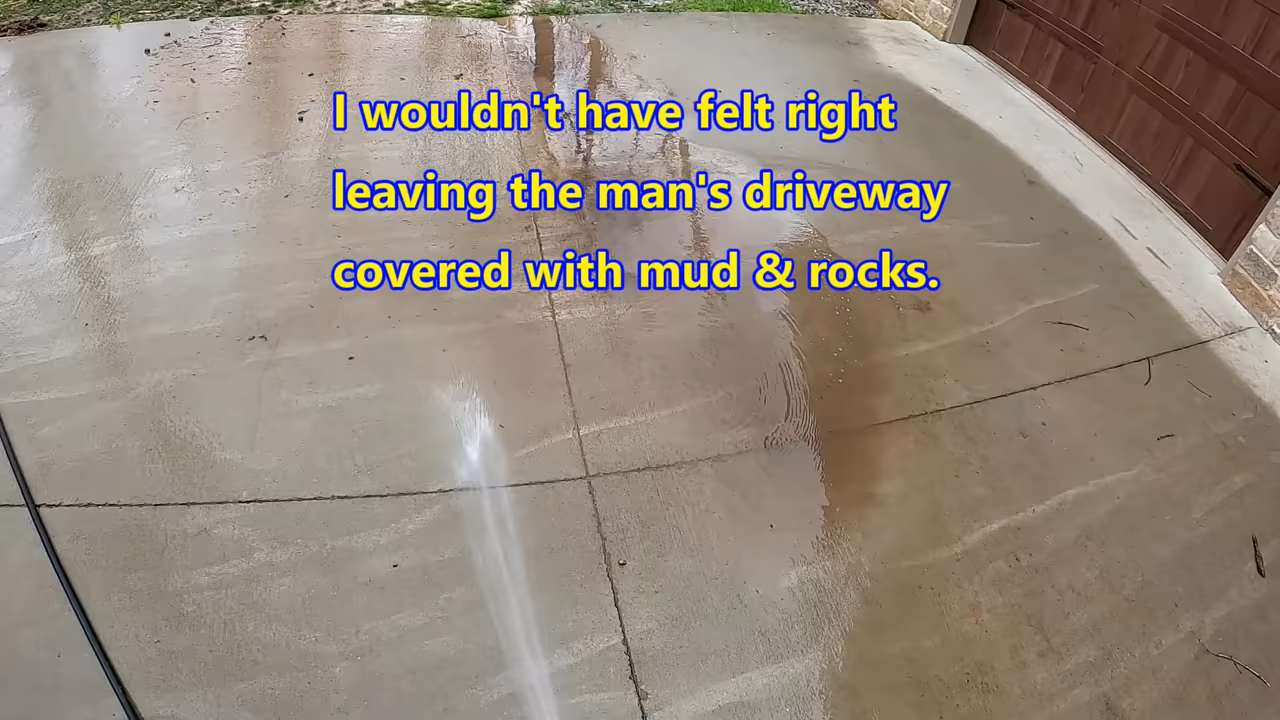 I wouldn't have felt right
leaving the man's driveway
covered with mud & rocks.